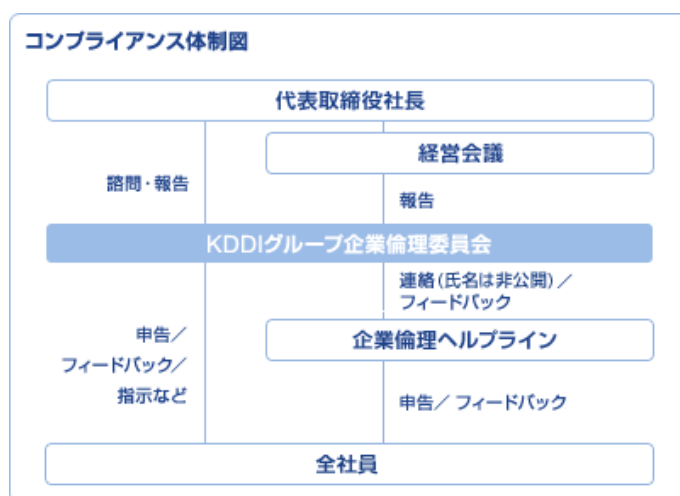 コンプライアンス体制図
代表取締役社長
経営会議
諮問・報告
報告
KDDIグループ企業倫理委員会
連絡(氏名は非公開)／
フィードバック
申告／
フィードバック／
指示など
企業倫理ヘルプライン
申告／フィードバック
全社員